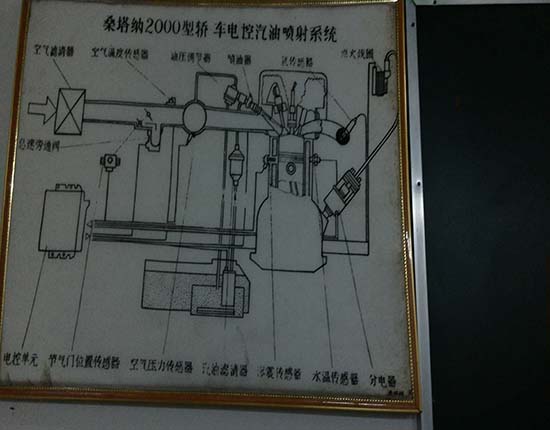 桑塔纳2000型轿车电控汽油喷射系统
空气滤清器 空气温度传感器 油压调节器 喷油器 氧传感器 点火线圈
怠速旁通阀
电控单元 节气门位置传感器 空气压力传感器 汽油滤清器 爆震传感器 水温传感器 分电器